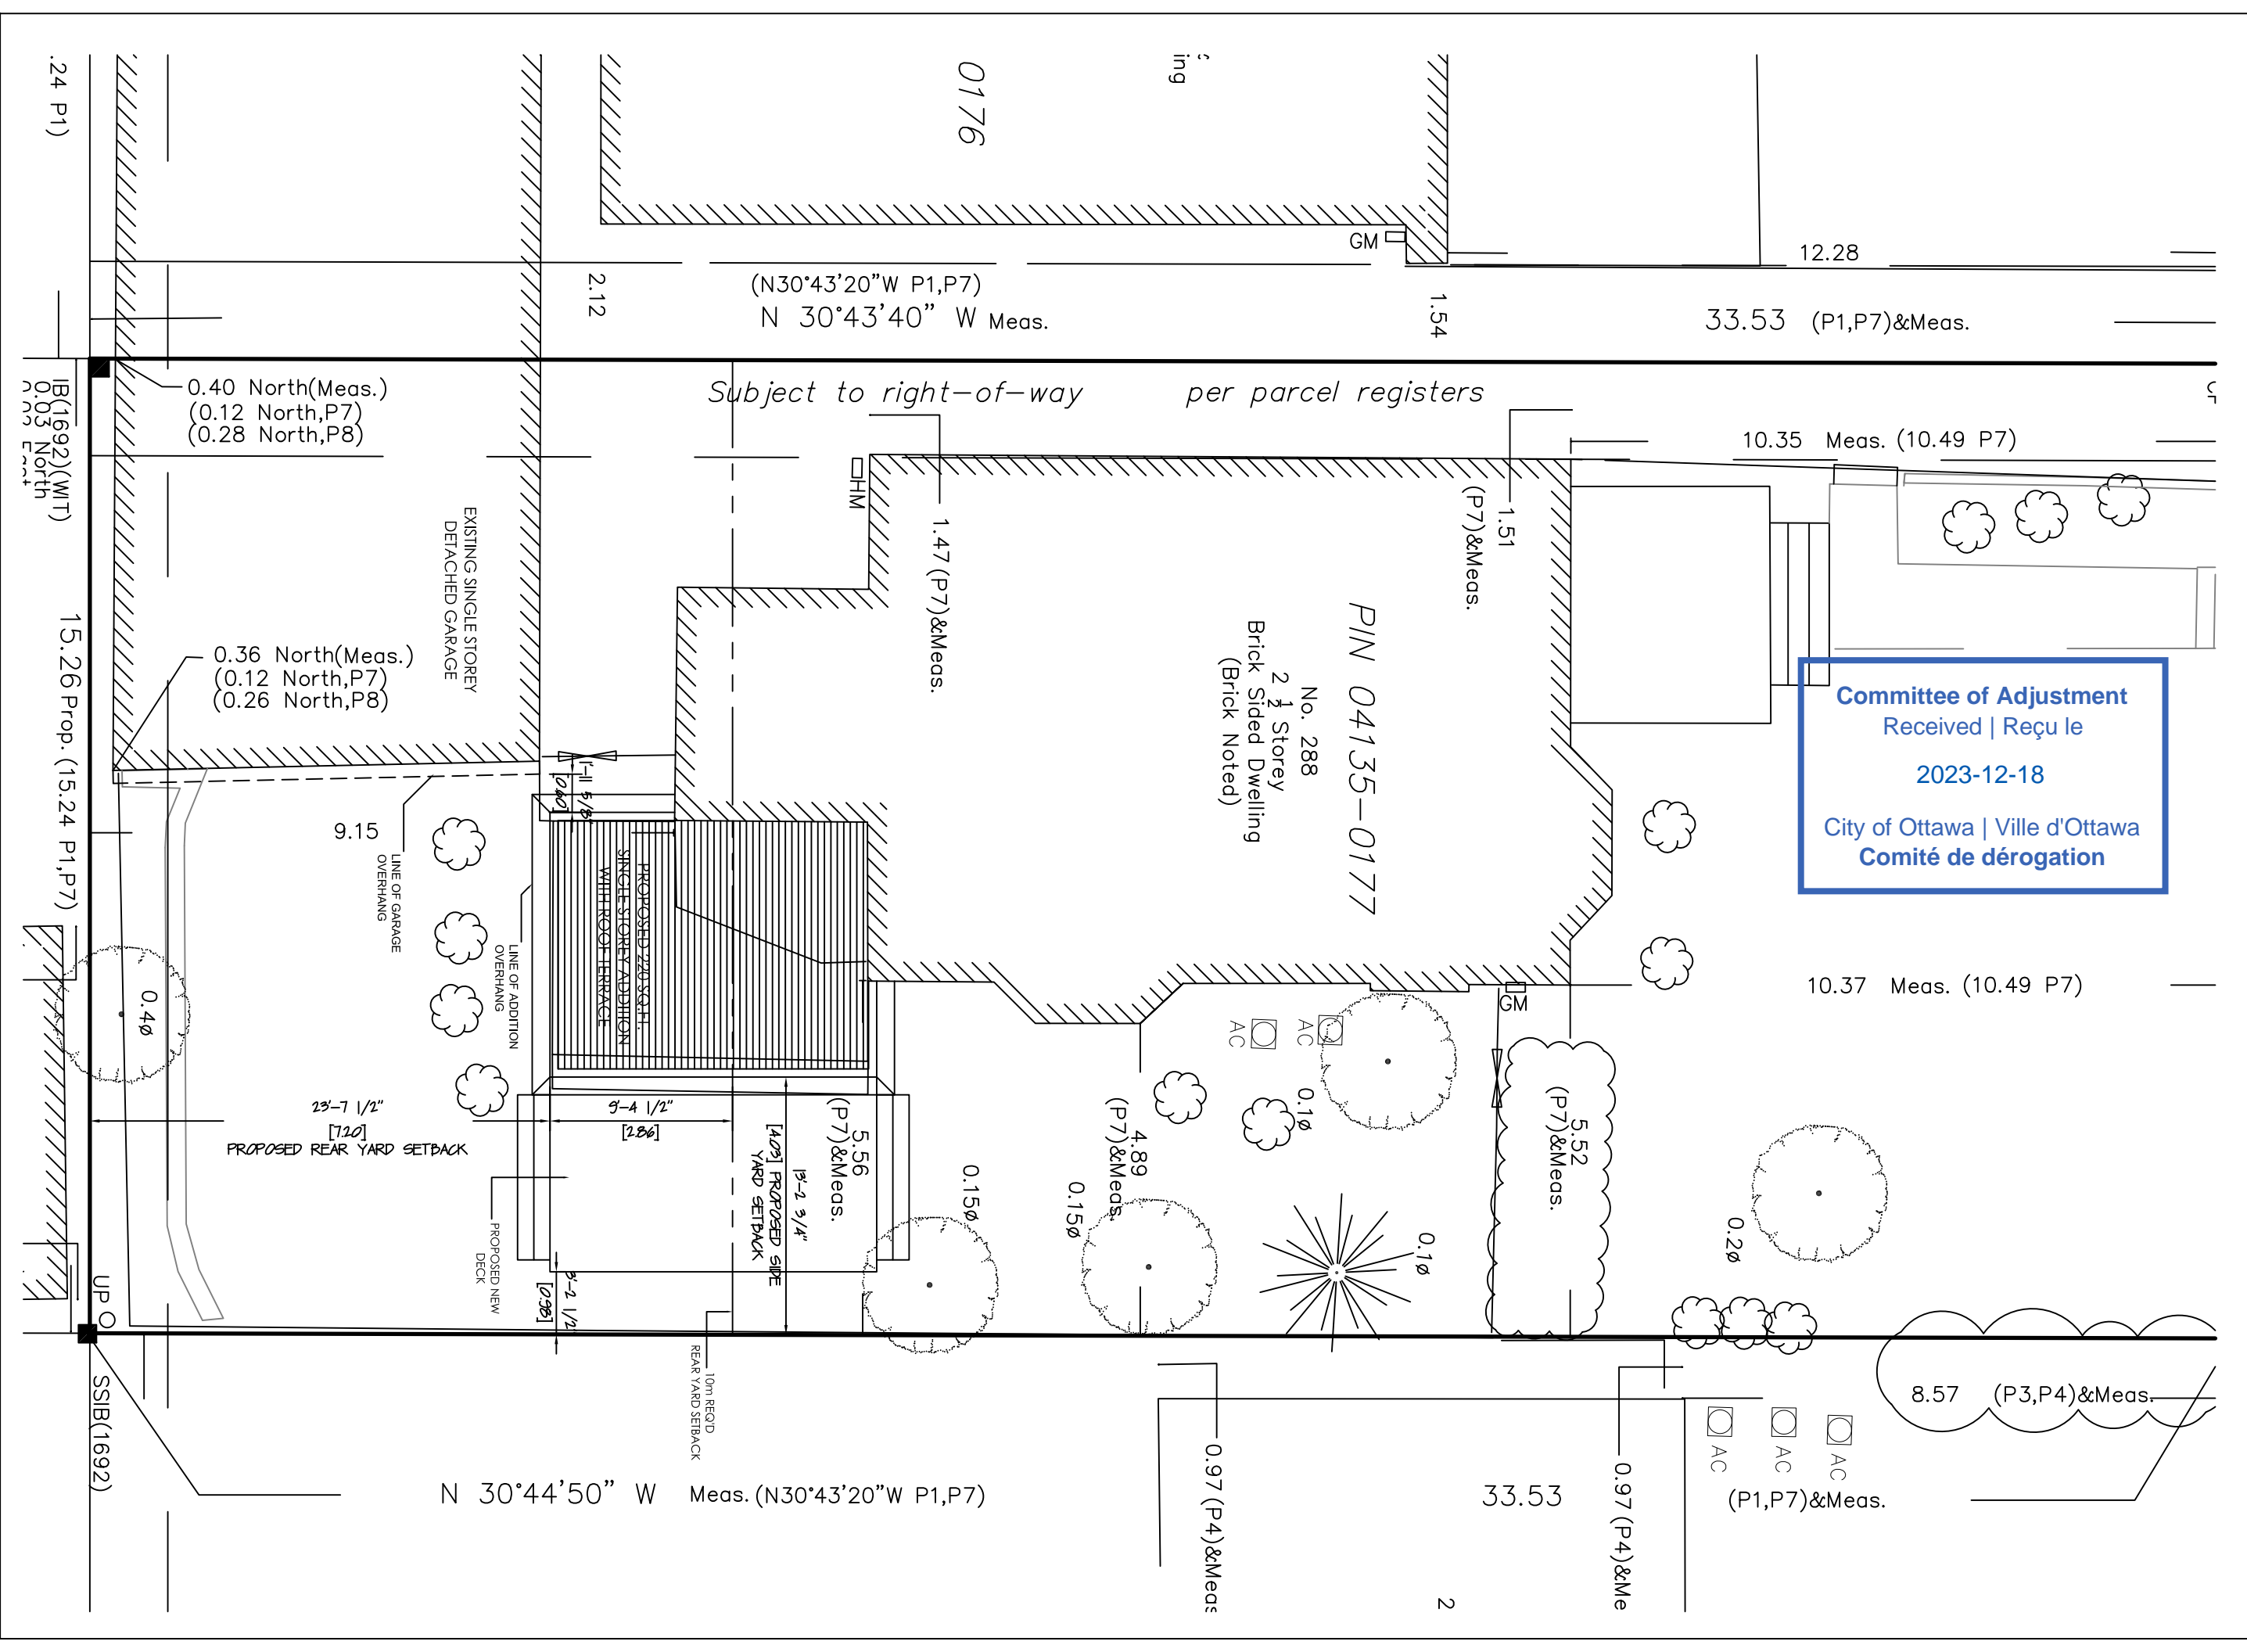 .24 P1)
0176
ing
GM
12.28
2.12
(N30°43'20"W P1,P7)
N 30°43'40" W Meas.
1.54
33.53 (P1,P7)&Meas.
IB(1692)(WIT)
0.03 North
0.40 North(Meas.)
(0.12 North,P7)
(0.28 North,P8)
Subject to right-of-way per parcel registers
10.35 Meas. (10.49 P7)
HM
1.47 (P7)&Meas.
1.51
(P7)&Meas.
EXISTING SINGLE STOREY
DETACHED GARAGE
0.36 North(Meas.)
(0.12 North,P7)
(0.26 North,P8)
15.26 Prop. (15.24 P1,P7)
PIN 04135-0177
No. 288
2 ½ Storey
Brick Sided Dwelling
(Brick Noted)
Committee of Adjustment
Received | Reçu le
2023-12-18
City of Ottawa | Ville d'Ottawa
Comité de dérogation
1'-11 5/8"
[0.60]
9.15
LINE OF GARAGE
OVERHANG
LINE OF ADDITION
OVERHANG
PROPOSED 220 SQ.FT.
SINGLE STOREY ADDITION
WITH ROOF TERRACE
0.4ø
10.37 Meas. (10.49 P7)
GM
AC
AC
0.1ø
5.52
(P7)&Meas.
23'-7 1/2"
[7.20]
PROPOSED REAR YARD SETBACK
9'-4 1/2"
[2.86]
13'-2 3/4"
[4.03] PROPOSED SIDE
YARD SETBACK
5.56
(P7)&Meas.
4.89
(P7)&Meas.
0.15ø
0.15ø
0.1ø
0.2ø
PROPOSED NEW
DECK
3'-2 1/2"
[0.98]
UP
SSIB(1692)
10m REQ'D
REAR YARD SETBACK
N 30°44'50" W Meas. (N30°43'20"W P1,P7)
0.97 (P4)&Meas
33.53
0.97 (P4)&Me
(P1,P7)&Meas.
AC
AC
AC
8.57 (P3,P4)&Meas.
2